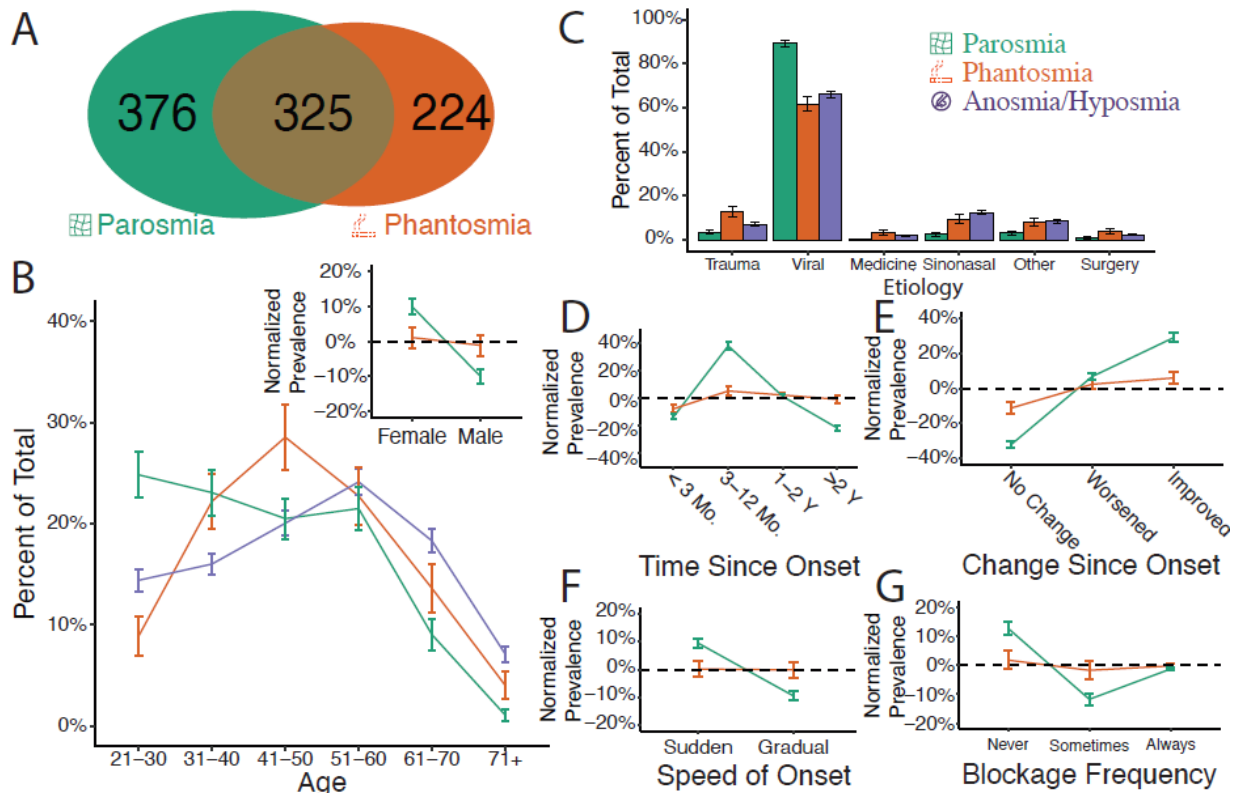 A
376
325
224
Parosmia
Phantosmia
B
Percent of Total
40%
30%
20%
10%
0%
21–30
31–40
41–50
51–60
61–70
71+
Age
Normalized
Prevalence
20%
10%
0%
–10%
–20%
Female
Male
C
Percent of Total
100%
80%
60%
40%
20%
0%
Trauma
Viral
Medicine
Sinonasal
Other
Surgery
Etiology
Parosmia
Phantosmia
Anosmia/Hyposmia
D
Normalized
Prevalence
40%
20%
0%
–20%
–40%
< 3 Mo.
3–12 Mo.
1–2 Y
>2 Y
Time Since Onset
E
Normalized
Prevalence
40%
20%
0%
–20%
–40%
No Change
Worsened
Improved
Change Since Onset
F
Normalized
Prevalence
20%
10%
0%
–10%
–20%
Sudden
Gradual
Speed of Onset
G
Normalized
Prevalence
20%
10%
0%
–10%
–20%
Never
Sometimes
Always
Blockage Frequency